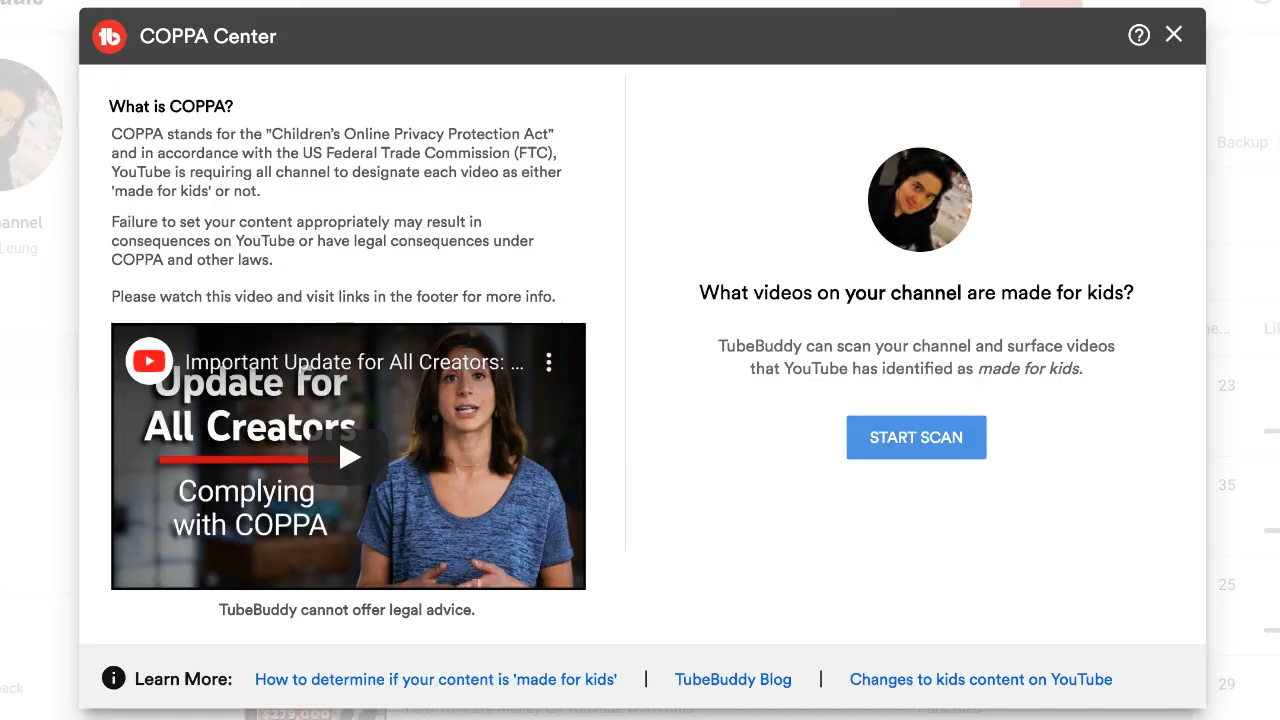 COPPA Center
What is COPPA?
COPPA stands for the "Children's Online Privacy Protection Act"
and in accordance with the US Federal Trade Commission (FTC),
YouTube is requiring all channel to designate each video as either
'made for kids' or not.
Failure to set your content appropriately may result in
consequences on YouTube or have legal consequences under
COPPA and other laws.
Please watch this video and visit links in the footer for more info.
Important Update for All Creators: ...
Update for
All Creators
Complying
with COPPA
TubeBuddy cannot offer legal advice.
What videos on your channel are made for kids?
TubeBuddy can scan your channel and surface videos
that YouTube has identified as made for kids.
START SCAN
Learn More: How to determine if your content is 'made for kids' | TubeBuddy Blog | Changes to kids content on YouTube
Leung
Backup
23
35
25
29
$279,000